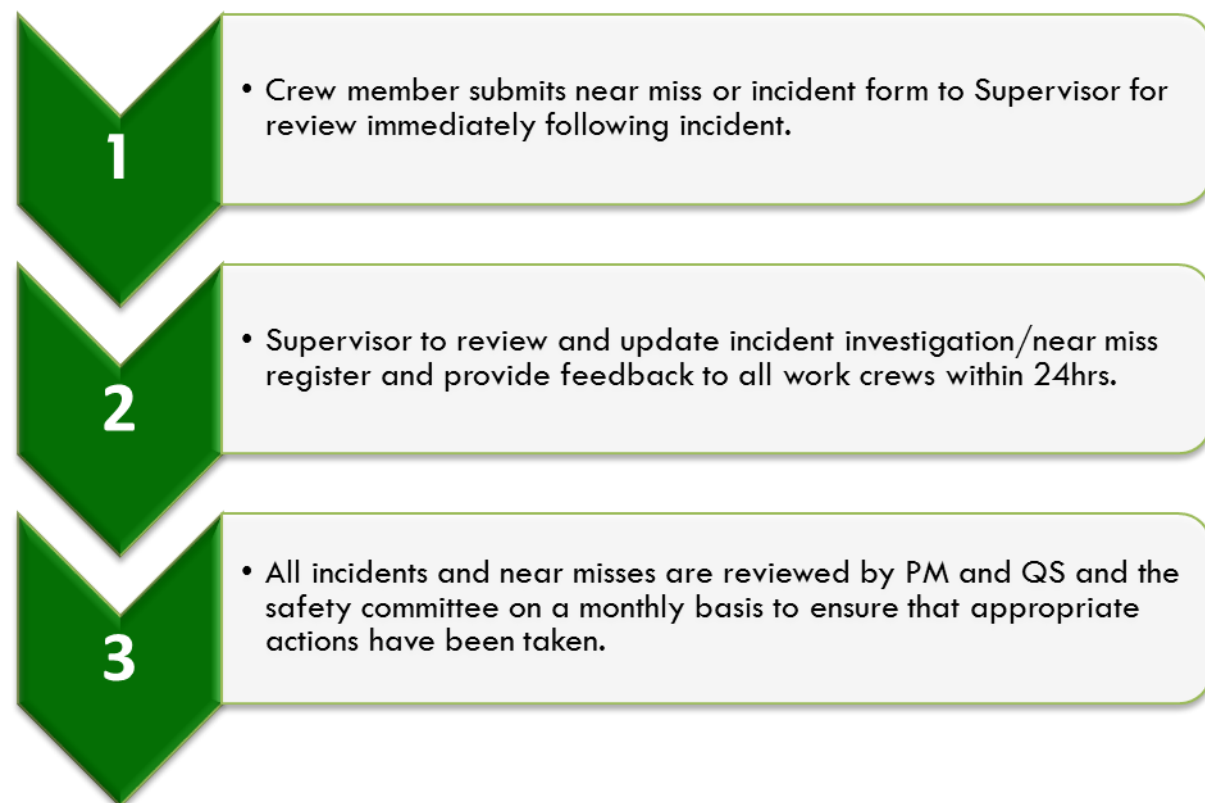 1
• Crew member submits near miss or incident form to Supervisor for
review immediately following incident.
2
• Supervisor to review and update incident investigation/near miss
register and provide feedback to all work crews within 24hrs.
3
• All incidents and near misses are reviewed by PM and QS and the
safety committee on a monthly basis to ensure that appropriate
actions have been taken.